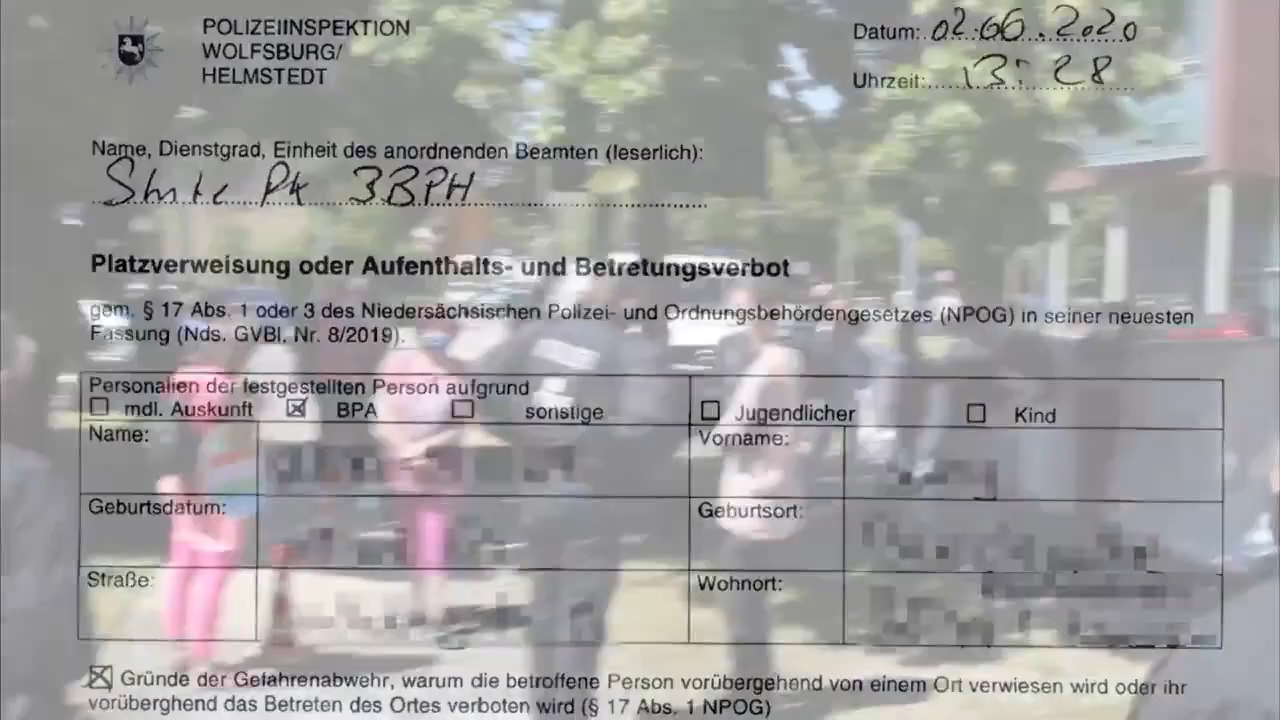 POLIZEIINSPEKTION
WOLFSBURG/
HELMSTEDT
Datum: 02.06.2020
Uhrzeit: 13:28
Name, Dienstgrad, Einheit des anordnenden Beamten (leserlich):
PK 3BPH
Platzverweisung oder Aufenthalts- und Betretungsverbot
gem. § 17 Abs. 1 oder 3 des Niedersächsischen Polizei- und Ordnungsbehördengesetzes (NPOG) in seiner neuesten
Fassung (Nds. GVBl. Nr. 8/2019).
Personalien der festgestellten Person aufgrund
☐ mdl. Auskunft ☒ BPA ☐ sonstige ☐ Jugendlicher ☐ Kind
Name: Vorname:
Geburtsdatum: Geburtsort:
Straße: Wohnort:
☒ Gründe der Gefahrenabwehr, warum die betroffene Person vorübergehend von einem Ort verwiesen wird oder ihr
vorüberghend das Betreten des Ortes verboten wird (§ 17 Abs. 1 NPOG)